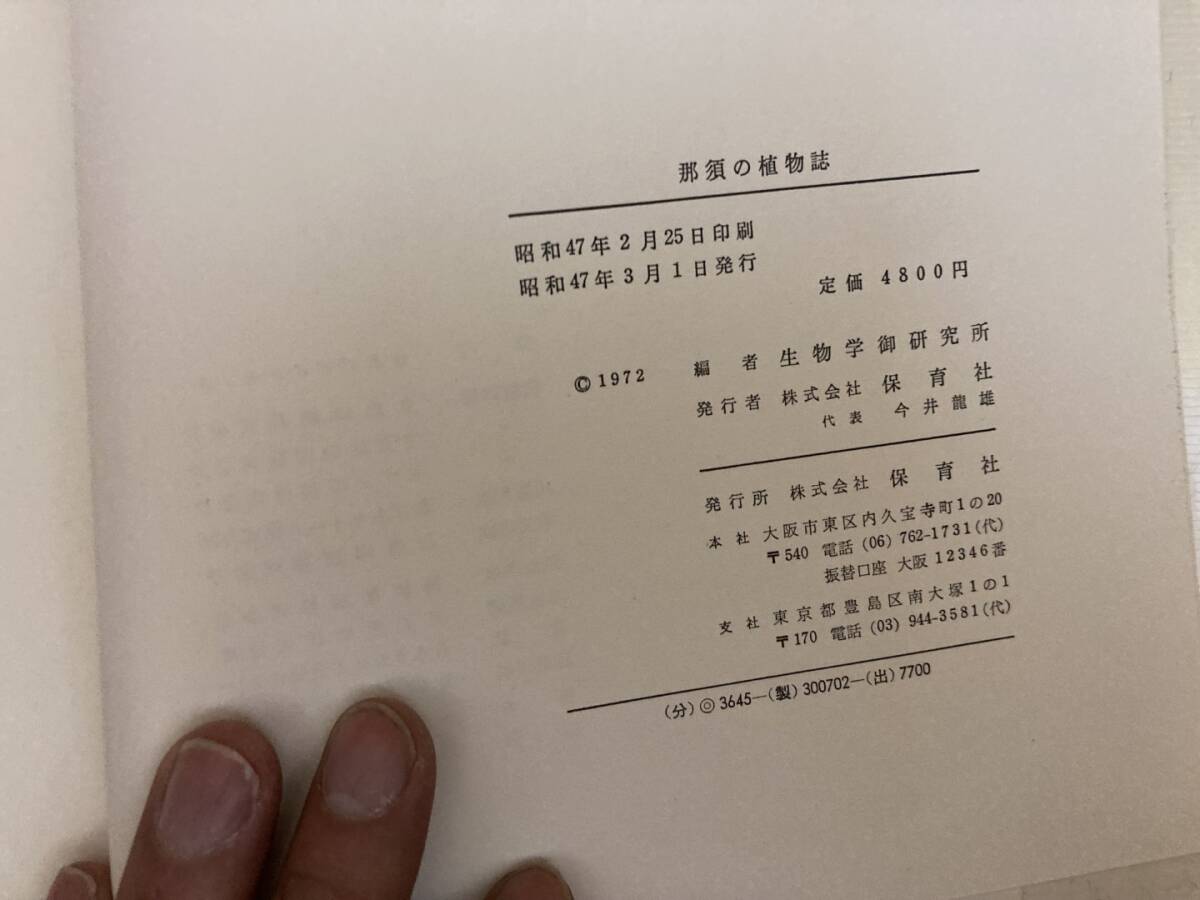 那須の植物誌
昭和47年2月25日印刷
昭和47年3月1日発行
定価 4800円
© 1972
編者 生物学御研究所
発行者 株式会社 保育社
代表 今井龍雄
発行所 株式会社 保育社
本社 大阪市東区内久宝寺町1の20
〒540 電話 (06) 762-1731(代)
振替口座 大阪 12346番
支社 東京都豊島区南大塚1の1
〒170 電話 (03) 944-3581(代)
(分)◎3645―(製)300702―(出)7700